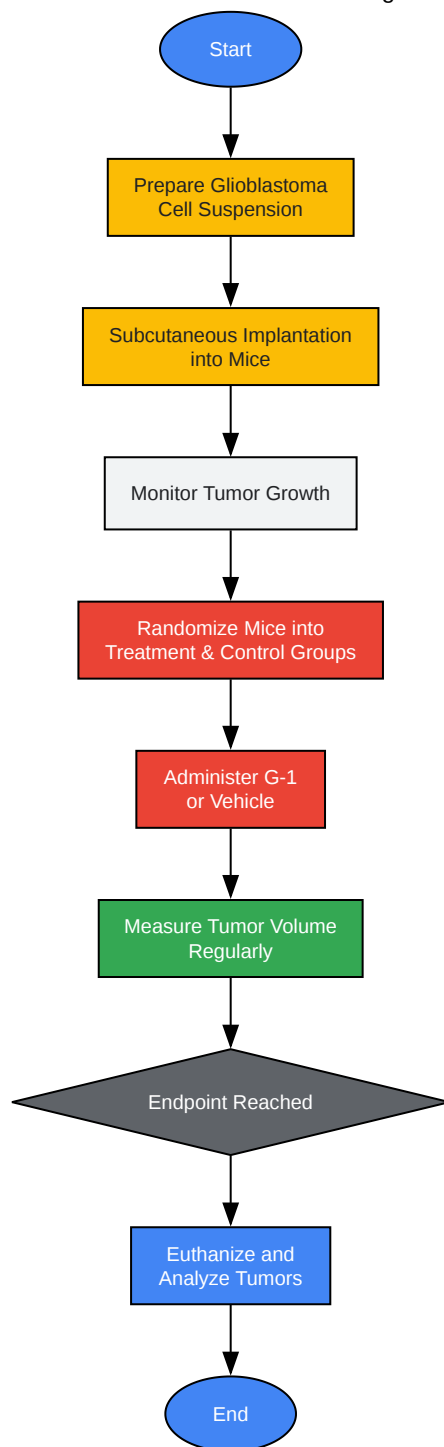 Start
Prepare Glioblastoma
Cell Suspension
Subcutaneous Implantation
into Mice
Monitor Tumor Growth
Randomize Mice into
Treatment & Control Groups
Administer G-1
or Vehicle
Measure Tumor Volume
Regularly
Endpoint Reached
Euthanize and
Analyze Tumors
End